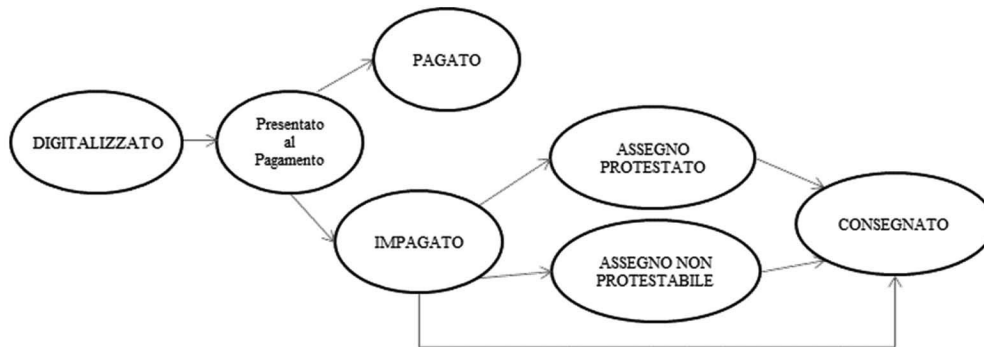 PAGATO
DIGITALIZZATO
Presentato
al
Pagamento
ASSEGNO
PROTESTATO
IMPAGATO
ASSEGNO NON
PROTESTABILE
CONSEGNATO